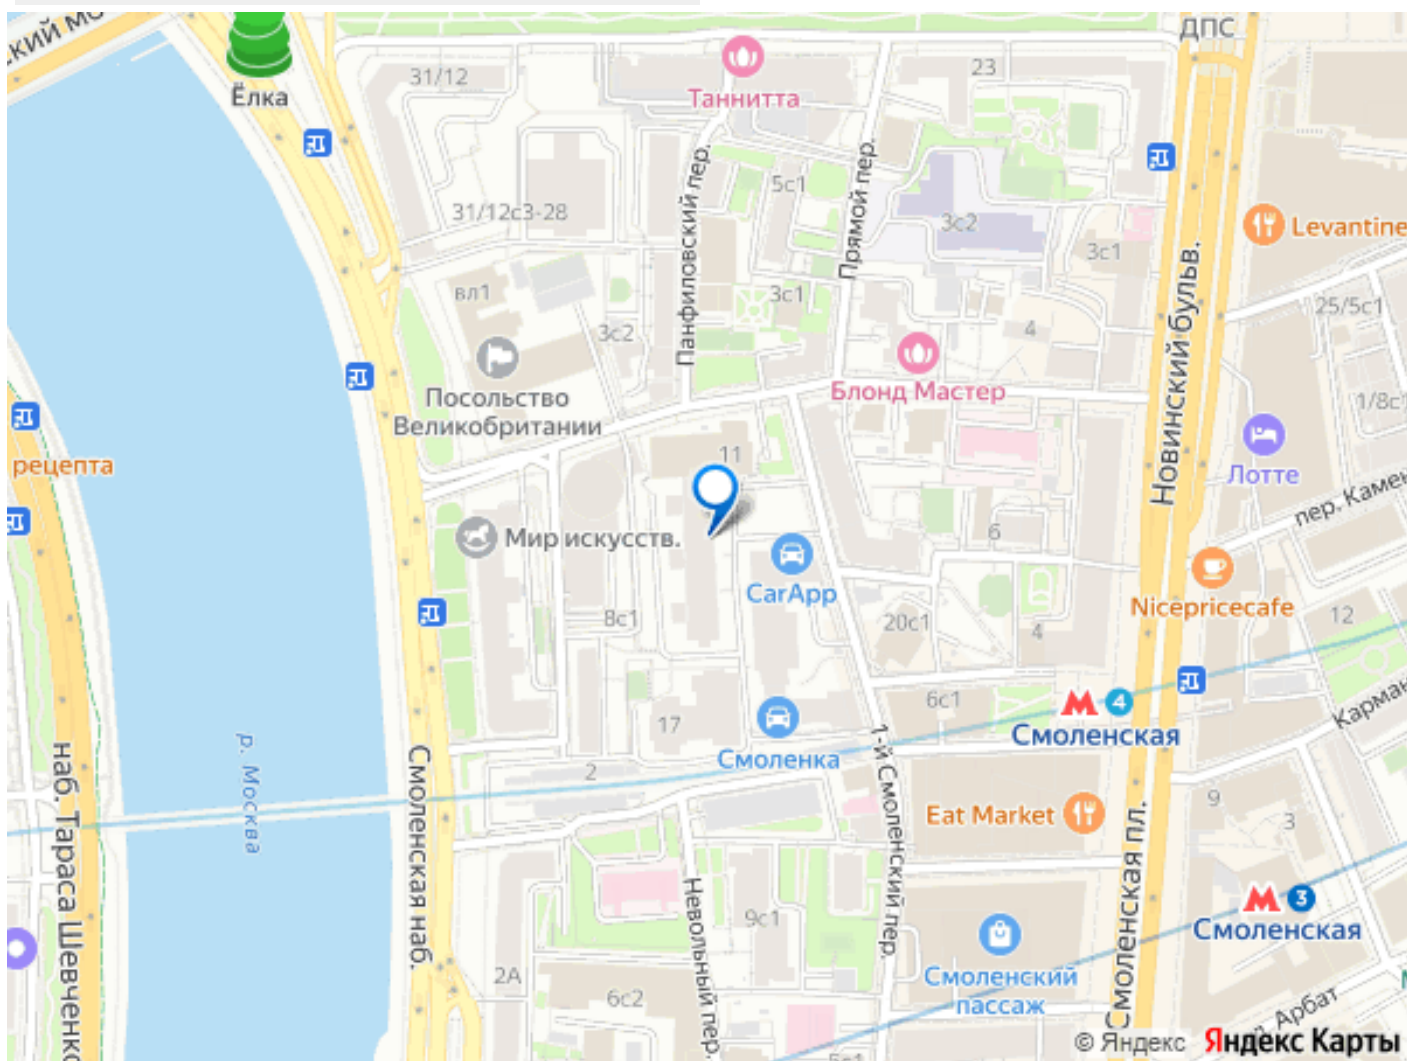 ДПС
Ёлка
31/12
Таннитта
23
Панфиловский пер.
Прямой пер.
5с1
31/12с3-28
3с2
3с1
Levantine
вл1
3с1
25/5с1
3с2
4
Посольство
Великобритании
Блонд Мастер
Новинский бульв.
1/8с1
рецепта
11
Лотте
Мир искусств.
6
CarApp
Nicepricecafe
8с1
20с1
4
12
6с1
4
Смоленская
17
Смоленка
2
1-й Смоленский пер.
р. Москва
наб. Тараса Шевченко
Смоленская наб.
Eat Market
9
3
Смоленская пл.
3
Смоленская
Невольный пер.
9с1
2А
6с2
Смоленский
пассаж
Арбат
© Яндекс Яндекс Карты